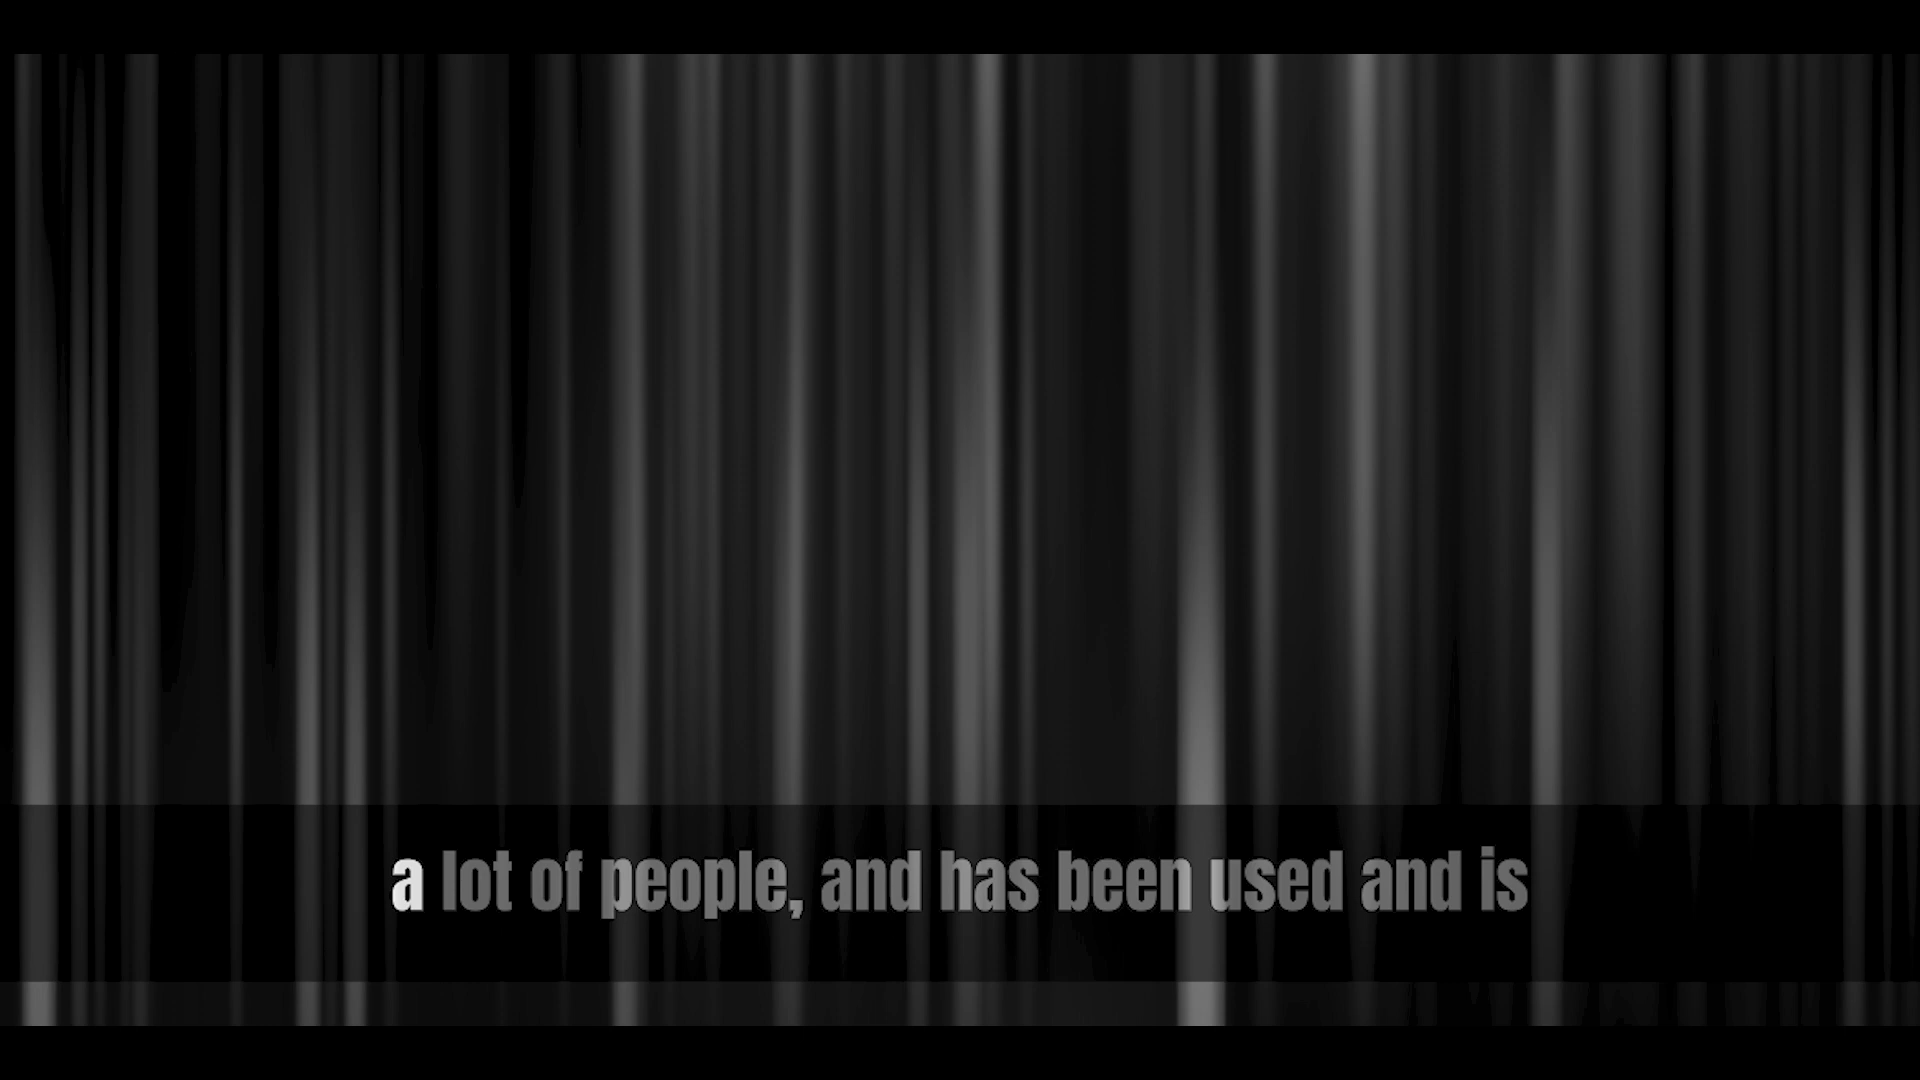 a lot of people, and has been used and is